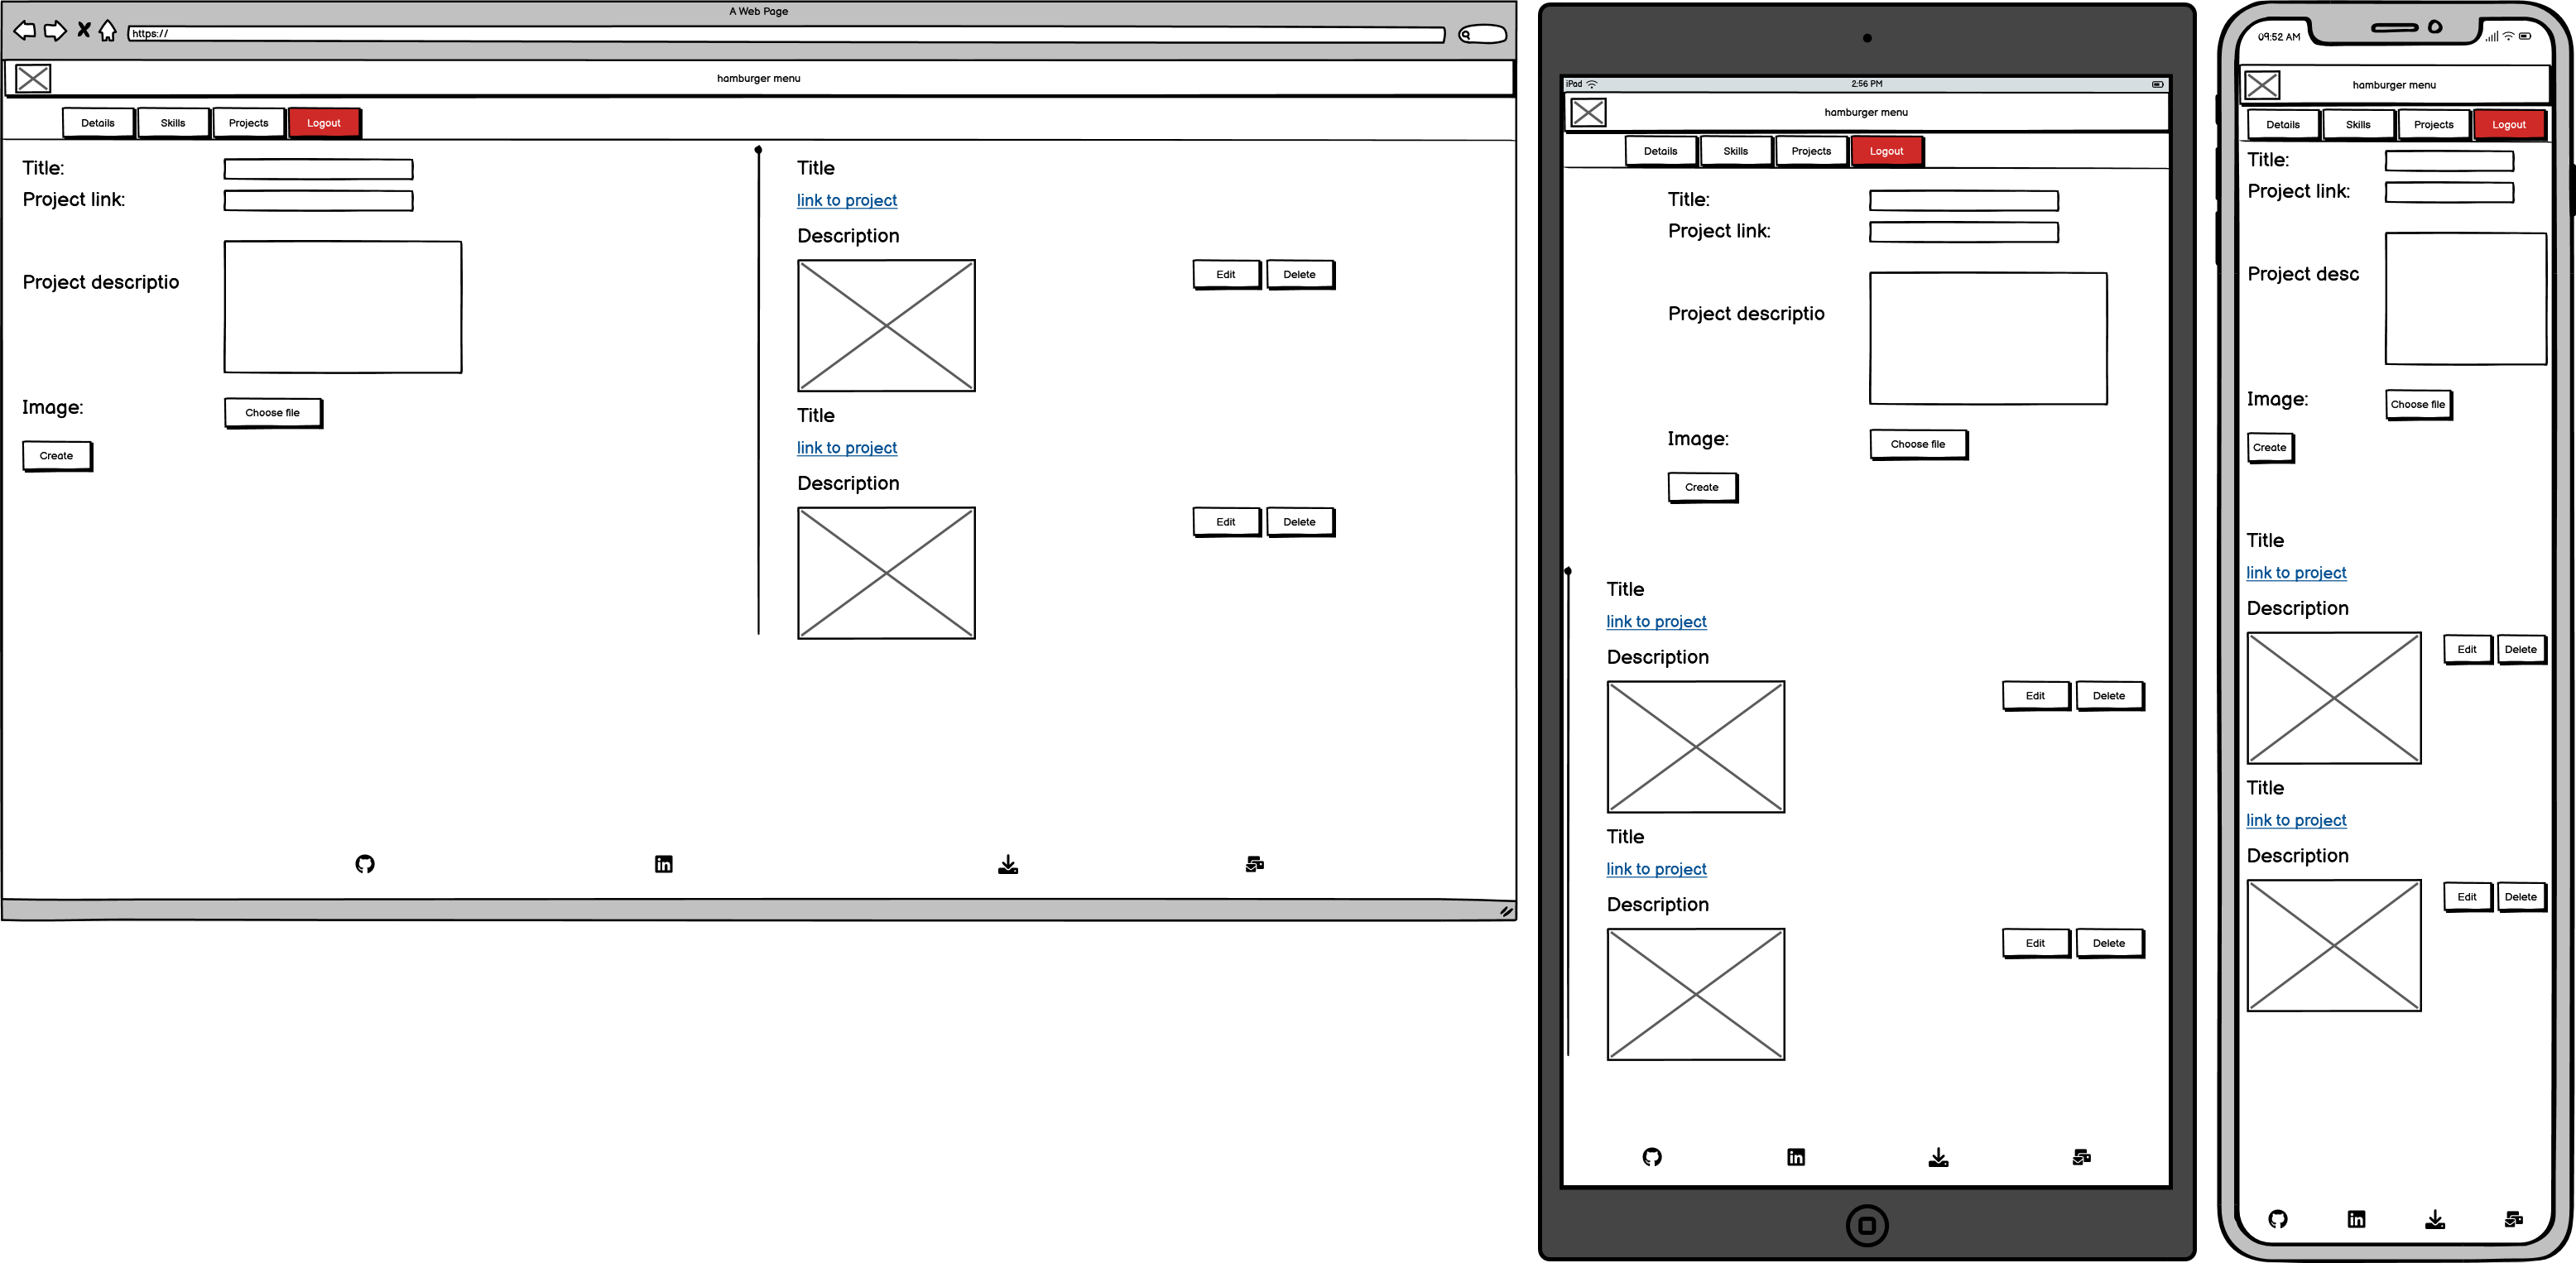 A Web Page
https://
hamburger menu
Details Skills Projects Logout
Title:
Project link:
Project descriptio
Image: Choose file
Create
Title
link to project
Description
Edit Delete
Title
link to project
Description
Edit Delete
in
iPad 2:56 PM
hamburger menu
Details Skills Projects Logout
Title:
Project link:
Project descriptio
Image: Choose file
Create
Title
link to project
Description
Edit Delete
Title
link to project
Description
Edit Delete
in
09:52 AM
hamburger menu
Details Skills Projects Logout
Title:
Project link:
Project desc
Image: Choose file
Create
Title
link to project
Description
Edit Delete
Title
link to project
Description
Edit Delete
in